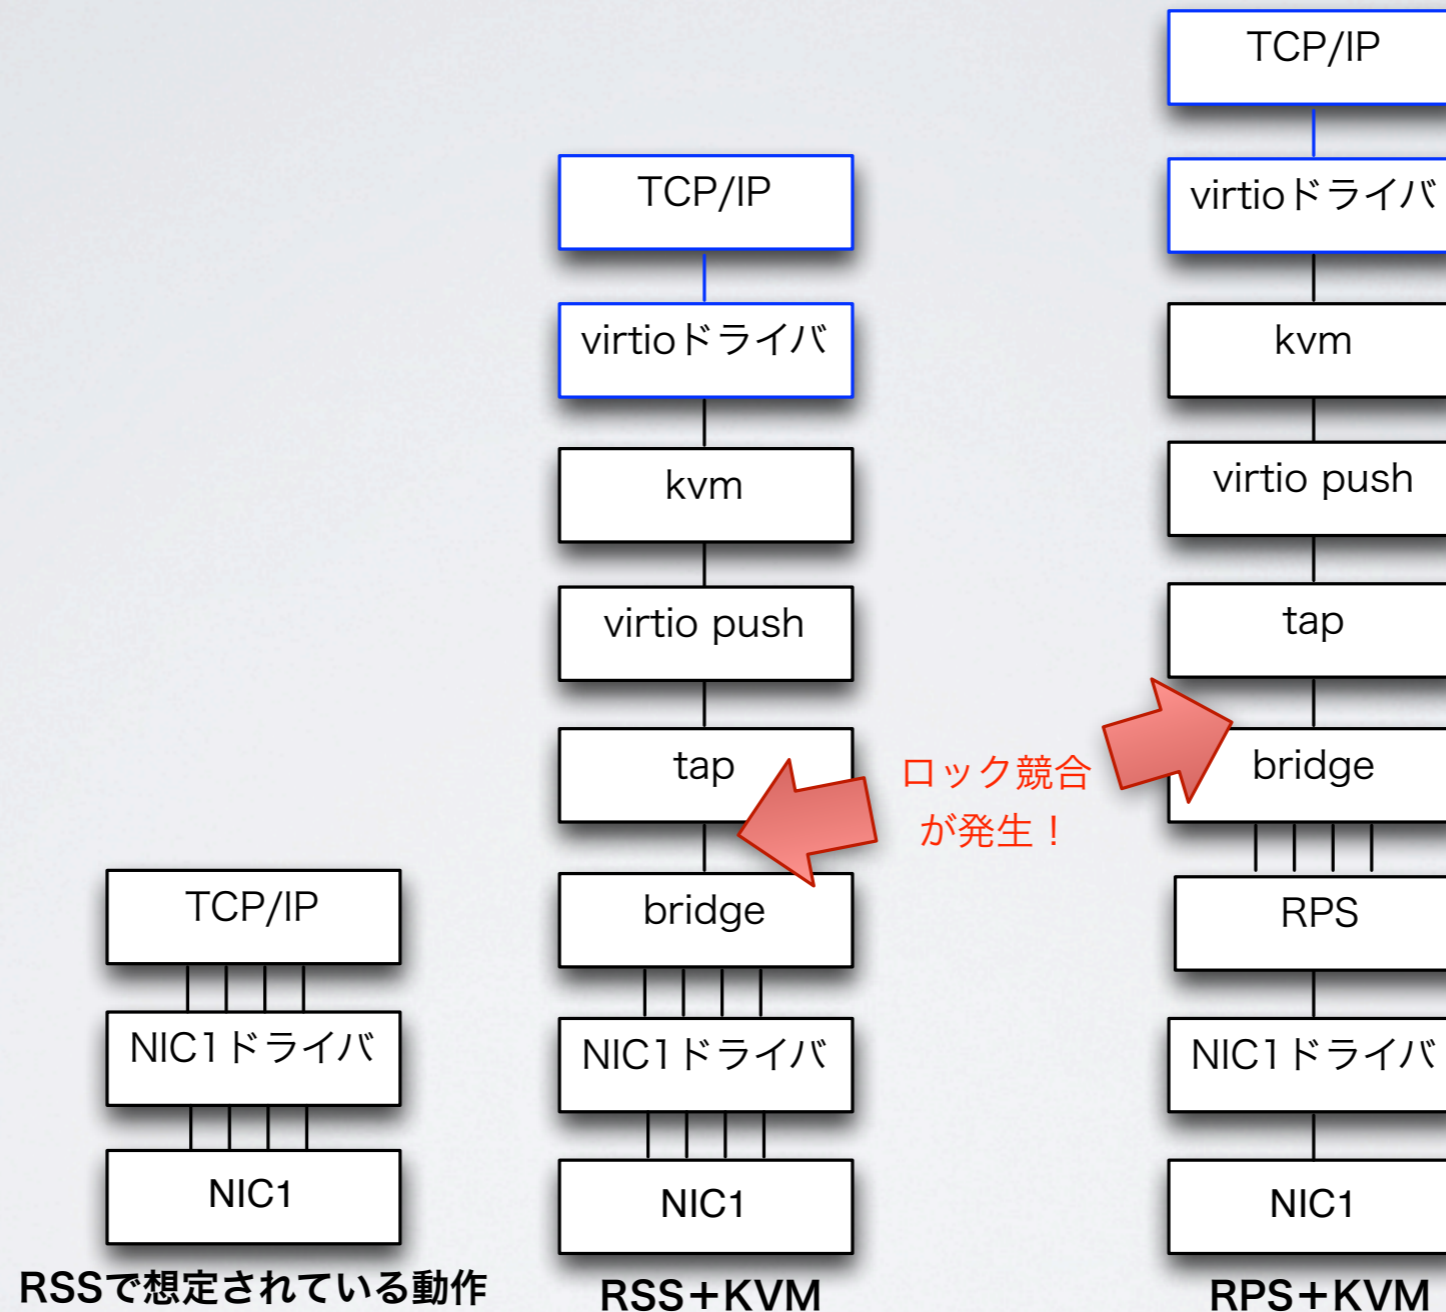 TCP/IP
NIC1ドライバ
NIC1
RSSで想定されている動作
TCP/IP
virtioドライバ
kvm
virtio push
tap
bridge
NIC1ドライバ
NIC1
RSS+KVM
ロック競合
が発生！
TCP/IP
virtioドライバ
kvm
virtio push
tap
bridge
RPS
NIC1ドライバ
NIC1
RPS+KVM